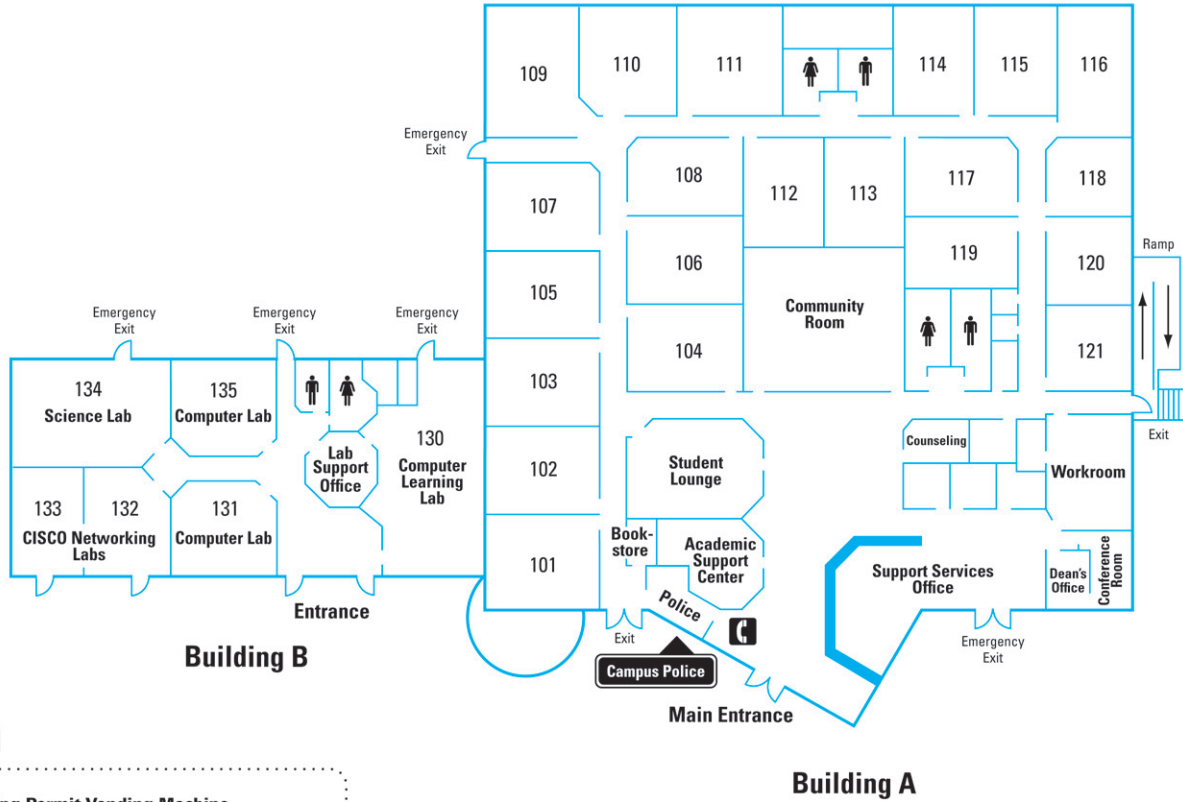 109
110
111
114
115
116
Emergency
Exit
108
112
113
117
118
107
106
119
120
Ramp
105
Community
Room
Emergency
Exit
Emergency
Exit
Emergency
Exit
104
121
103
134
Science Lab
135
Computer Lab
130
Computer
Learning
Lab
Lab
Support
Office
102
Student
Lounge
Counseling
Workroom
Exit
133
132
CISCO Networking
Labs
131
Computer Lab
101
Book-
store
Academic
Support
Center
Support Services
Office
Dean's
Office
Conference
Room
Police
Entrance
Exit
Emergency
Exit
Campus Police
Building B
Main Entrance
Building A
Permit Vending Machine